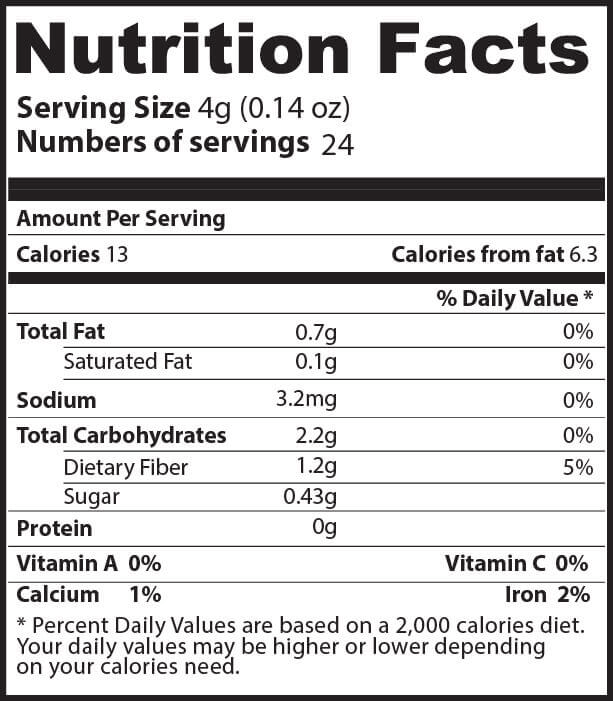 Nutrition Facts
Serving Size 4g (0.14 oz)
Numbers of servings 24
Amount Per Serving
Calories 13 Calories from fat 6.3
% Daily Value *
Total Fat 0.7g 0%
Saturated Fat 0.1g 0%
Sodium 3.2mg 0%
Total Carbohydrates 2.2g 0%
Dietary Fiber 1.2g 5%
Sugar 0.43g
Protein 0g
Vitamin A 0% Vitamin C 0%
Calcium 1% Iron 2%
* Percent Daily Values are based on a 2,000 calories diet.
Your daily values may be higher or lower depending
on your calories need.